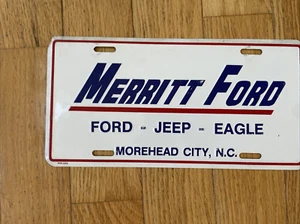 MERRITT FORD
FORD - JEEP - EAGLE
MOREHEAD CITY, N.C.